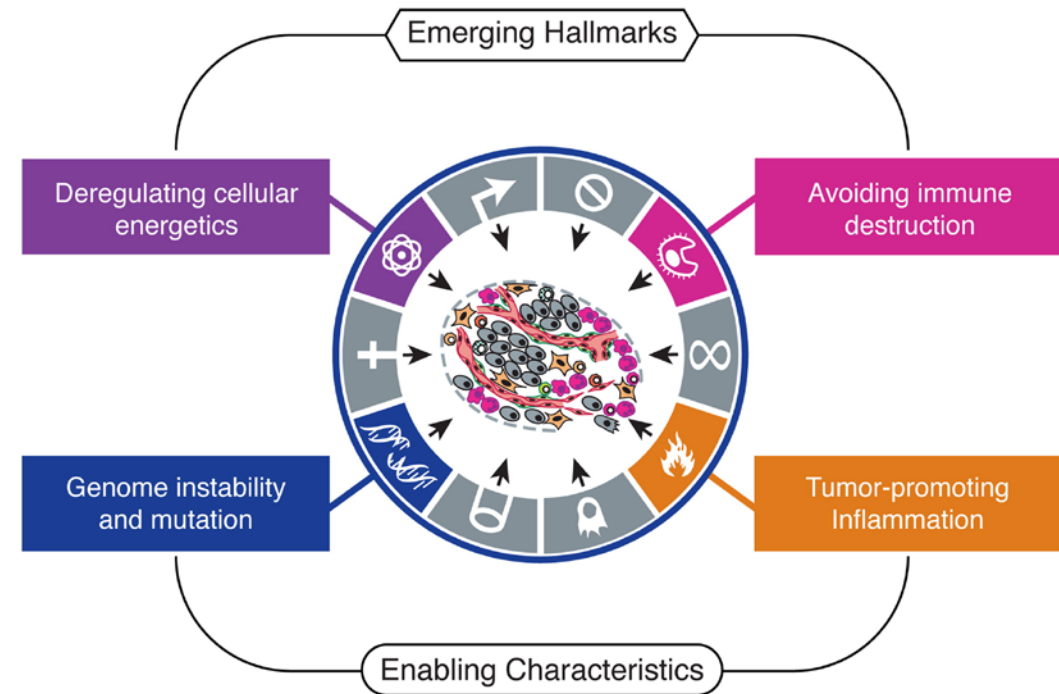 Emerging Hallmarks
Deregulating cellular
energetics
Avoiding immune
destruction
Genome instability
and mutation
Tumor-promoting
Inflammation
Enabling Characteristics